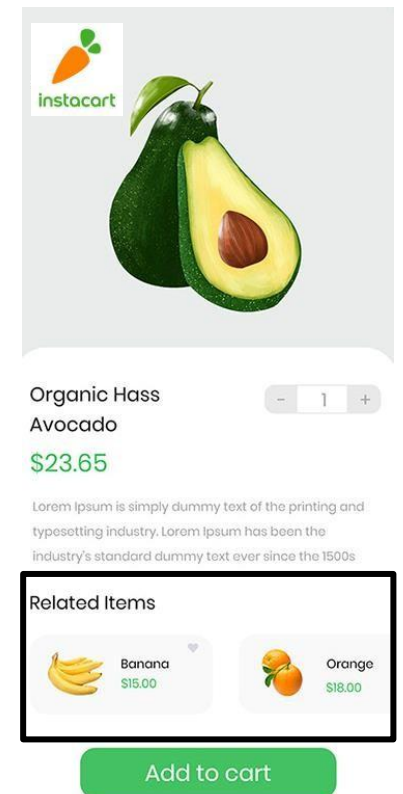 instacart
Organic Hass
Avocado
- 1 +
$23.65
Lorem Ipsum is simply dummy text of the printing and
typesetting industry. Lorem Ipsum has been the
industry's standard dummy text ever since the 1500s
Related Items
Banana
$15.00
Orange
$18.00
Add to cart